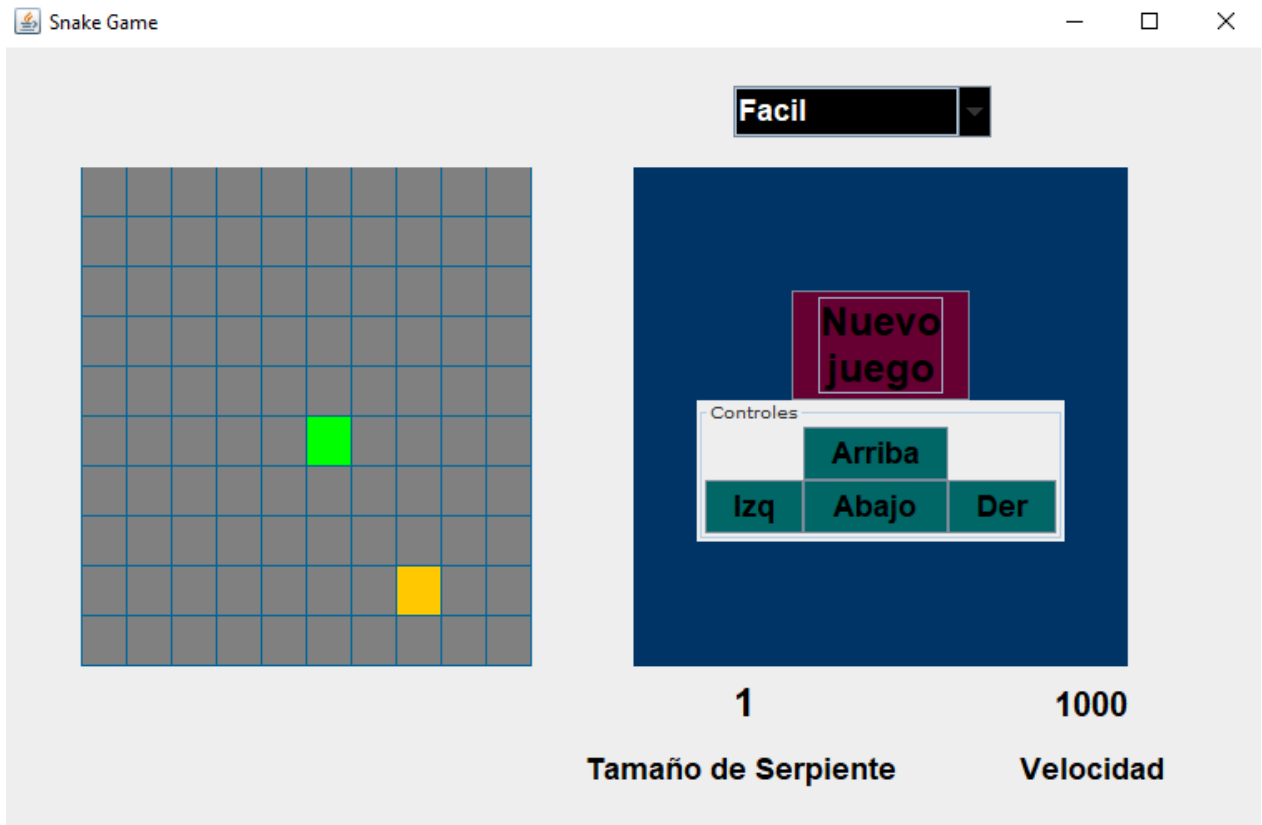 Snake Game
Facil
Nuevo
juego
Controles
Arriba
Izq Abajo Der
1 1000
Tamaño de Serpiente Velocidad